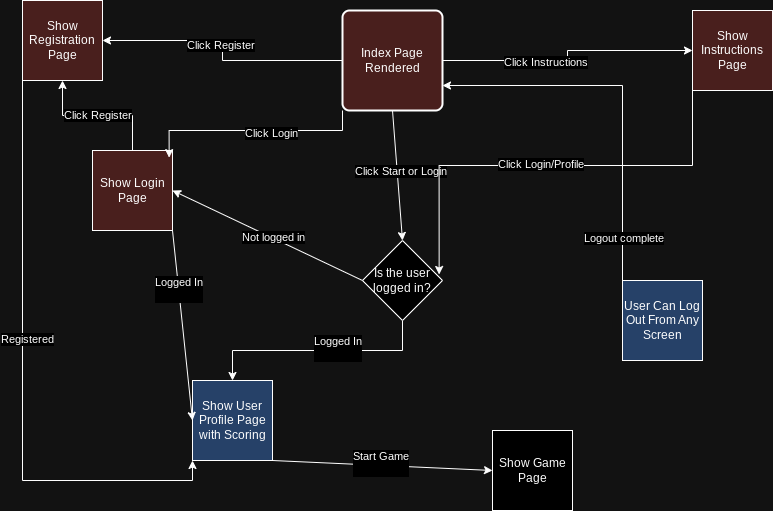 Show
Registration
Page
Click Register
Index Page
Rendered
Click Instructions
Show
Instructions
Page
Click Register
Click Login
Click Start or Login
Click Login/Profile
Show Login
Page
Not logged in
Logout complete
Is the user
logged in?
Logged In
User Can Log
Out From Any
Screen
Registered
Logged In
Show User
Profile Page
with Scoring
Start Game
Show Game
Page